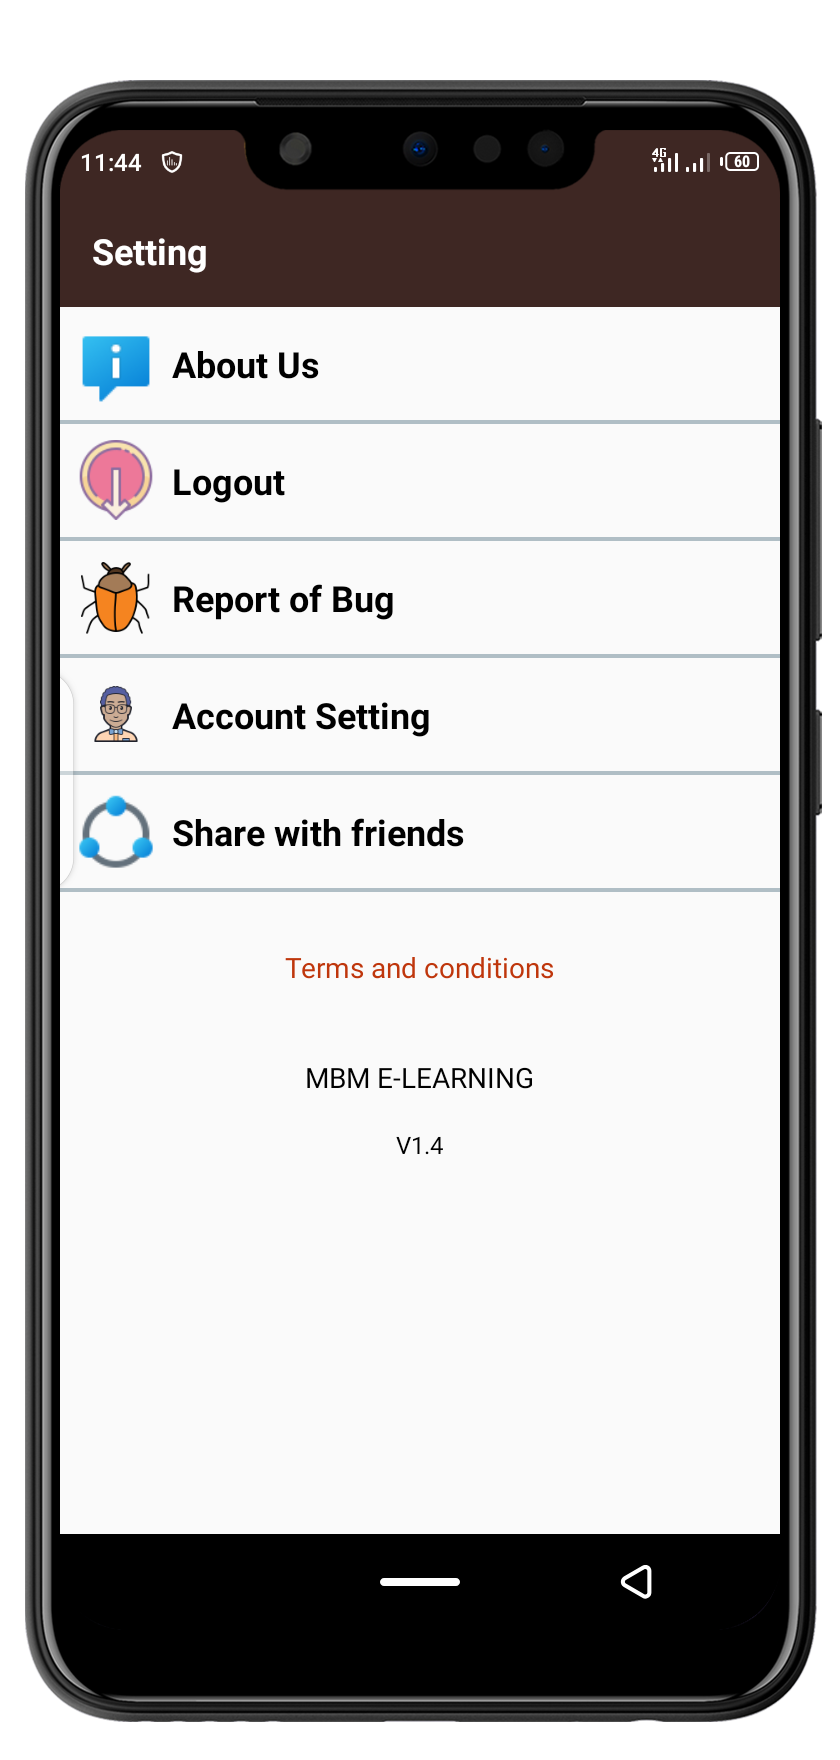 11:44
4G
60
Setting
About Us
Logout
Report of Bug
Account Setting
Share with friends
Terms and conditions
MBM E-LEARNING
V1.4